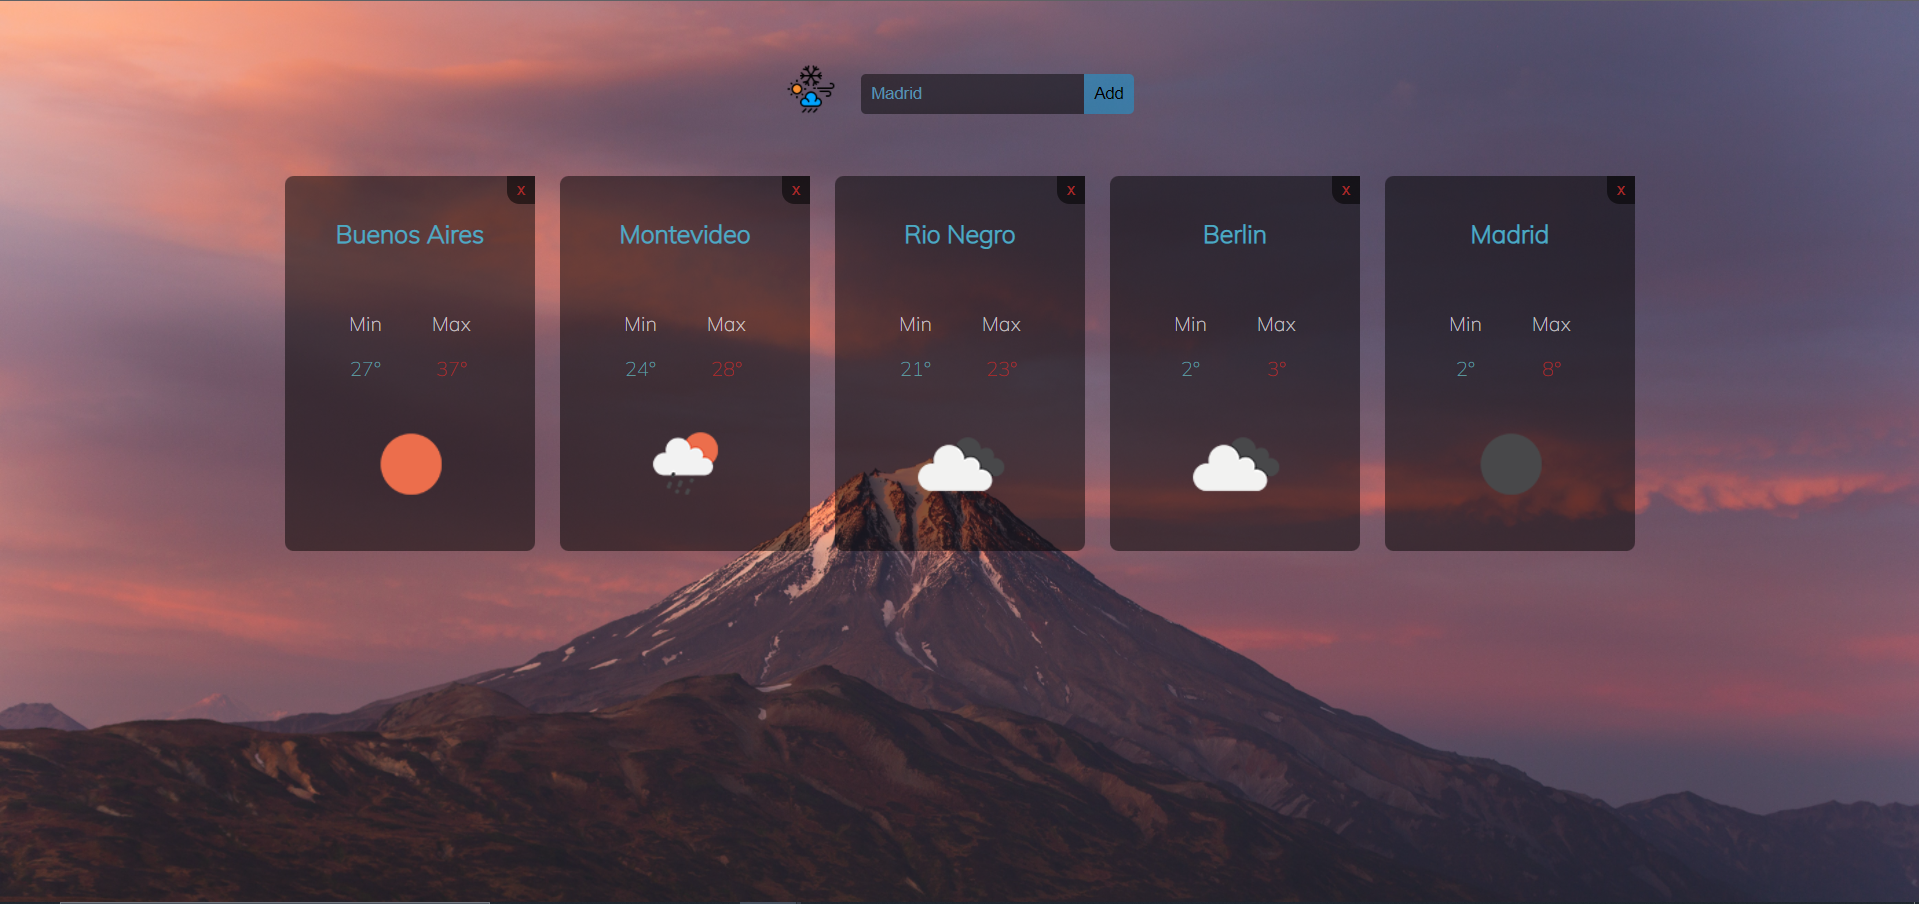 Madrid Add
x
Buenos Aires
Min Max
27° 37°
x
Montevideo
Min Max
24° 28°
x
Rio Negro
Min Max
21° 23°
x
Berlin
Min Max
2° 3°
x
Madrid
Min Max
2° 8°